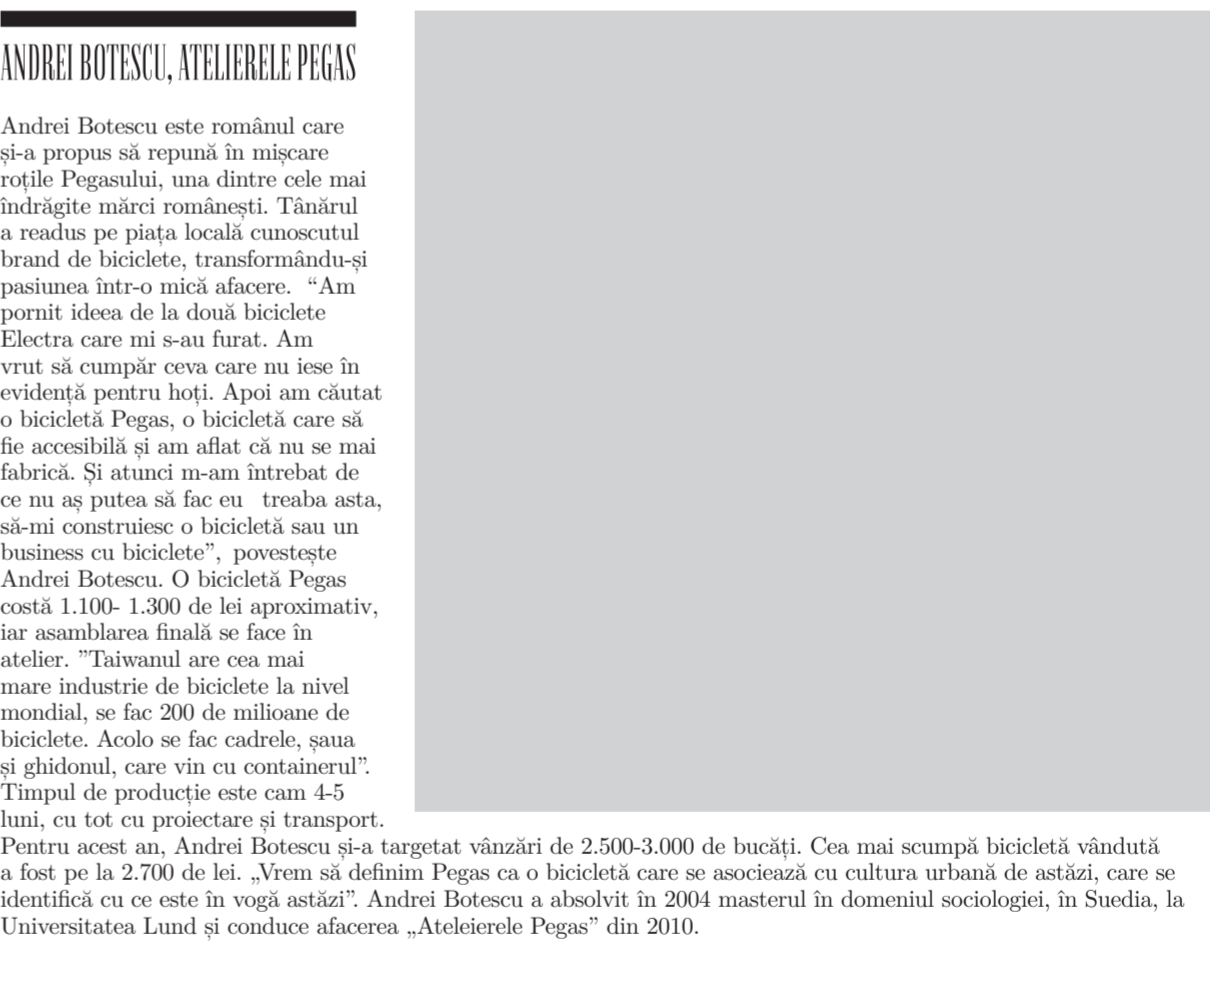 ANDREI BOTESCU, ATELIERELE PEGAS
Andrei Botescu este românul care
și-a propus să repună în mișcare
roțile Pegasului, una dintre cele mai
îndrăgite mărci românești. Tânărul
a readus pe piața locală cunoscutul
brand de biciclete, transformându-și
pasiunea într-o mică afacere.  “Am
pornit ideea de la două biciclete
Electra care mi s-au furat. Am
vrut să cumpăr ceva care nu iese în
evidență pentru hoți. Apoi am căutat
o bicicletă Pegas, o bicicletă care să
fie accesibilă și am aflat că nu se mai
fabrică. Și atunci m-am întrebat de
ce nu aș putea să fac eu  treaba asta,
să-mi construiesc o bicicletă sau un
business cu biciclete”,  povestește
Andrei Botescu. O bicicletă Pegas
costă 1.100- 1.300 de lei aproximativ,
iar asamblarea finală se face în
atelier. ”Taiwanul are cea mai
mare industrie de biciclete la nivel
mondial, se fac 200 de milioane de
biciclete. Acolo se fac cadrele, șaua
și ghidonul, care vin cu containerul”.
Timpul de producție este cam 4-5
luni, cu tot cu proiectare și transport.
Pentru acest an, Andrei Botescu și-a targetat vânzări de 2.500-3.000 de bucăți. Cea mai scumpă bicicletă vândută
a fost pe la 2.700 de lei. „Vrem să definim Pegas ca o bicicletă care se asociează cu cultura urbană de astăzi, care se
identifică cu ce este în vogă astăzi”. Andrei Botescu a absolvit în 2004 masterul în domeniul sociologiei, în Suedia, la
Universitatea Lund și conduce afacerea „Ateleierele Pegas” din 2010.